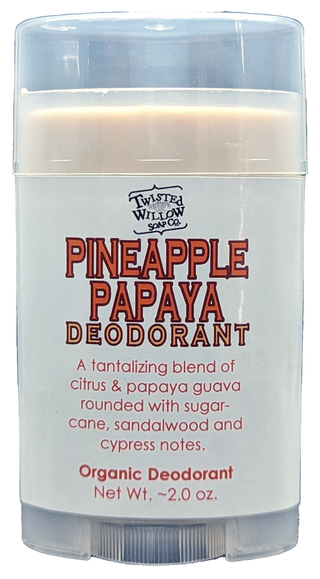 TWISTED
WILLOW
SOAP CO.
PINEAPPLE
PAPAYA
DEODORANT
A tantalizing blend of
citrus & papaya guava
rounded with sugar-
cane, sandalwood and
cypress notes.
Organic Deodorant
Net Wt. ~2.0 oz.